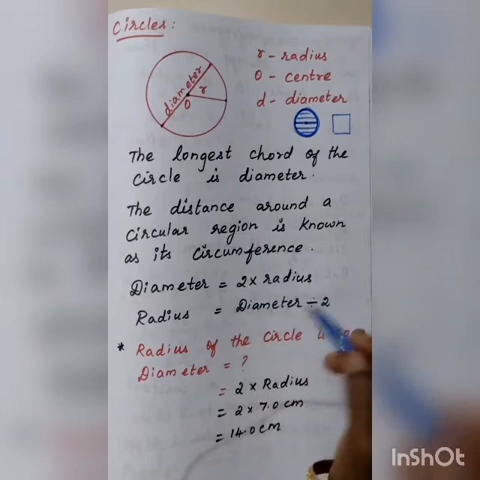 Circles:
diameter
r
O
r - radius
O - centre
d - diameter
The longest chord of the
circle is diameter.
The distance around a
circular region is known
as its circumference.
Diameter = 2 x radius
Radius = Diameter ÷ 2
* Radius of the circle is
Diameter = ?
= 2 x Radius
= 2 x 7.0 cm
= 14.0 cm
InShOt